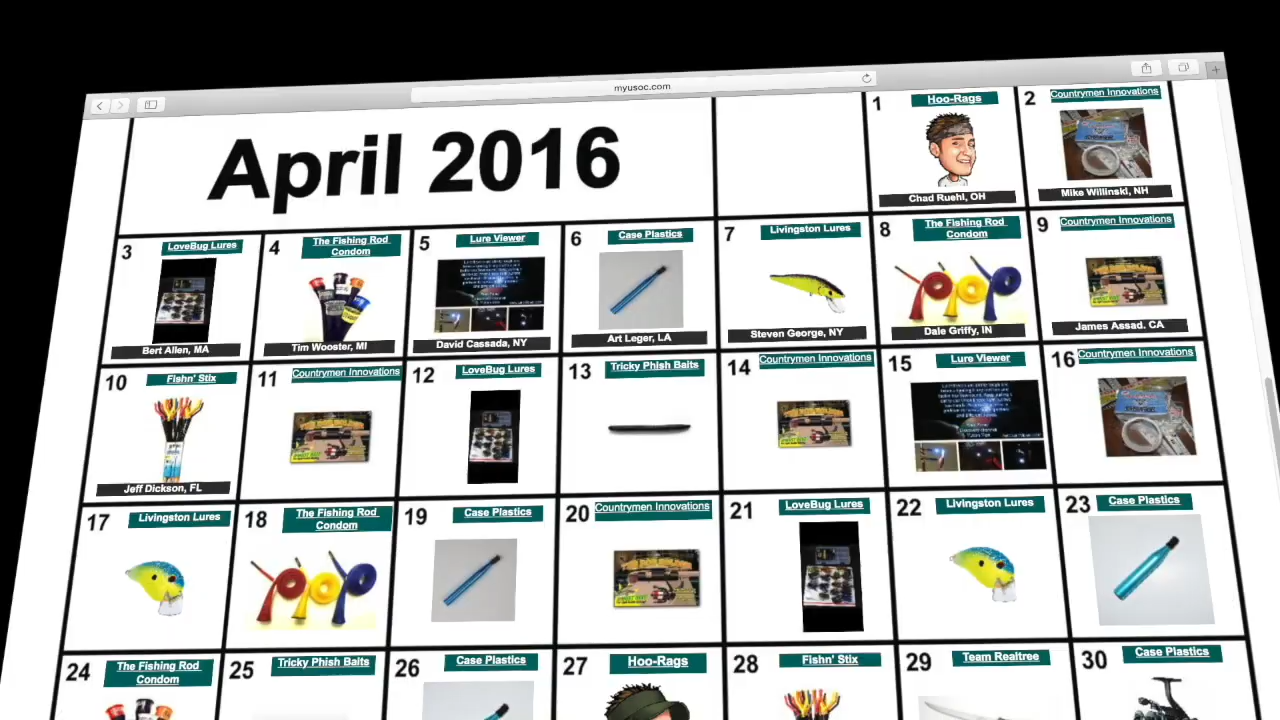 myusoc.com
April 2016
1
Hoo-Rags
Chad Ruehl, OH
2
Countrymen Innovations
Mike Willinski, NH
3
LoveBug Lures
Bert Allen, MA
4
The Fishing Rod
Condom
Tim Wooster, MI
5
Lure Viewer
David Cassada, NY
6
Case Plastics
Art Leger, LA
7
Livingston Lures
Steven George, NY
8
The Fishing Rod
Condom
Dale Griffy, IN
9
Countrymen Innovations
James Assad. CA
10
Fishn' Stix
Jeff Dickson, FL
11
Countrymen Innovations
12
LoveBug Lures
13
Tricky Phish Baits
14
Countrymen Innovations
15
Lure Viewer
16
Countrymen Innovations
17
Livingston Lures
18
The Fishing Rod
Condom
19
Case Plastics
20
Countrymen Innovations
21
LoveBug Lures
22
Livingston Lures
23
Case Plastics
24
The Fishing Rod
Condom
25
Tricky Phish Baits
26
Case Plastics
27
Hoo-Rags
28
Fishn' Stix
29
Team Realtree
30
Case Plastics